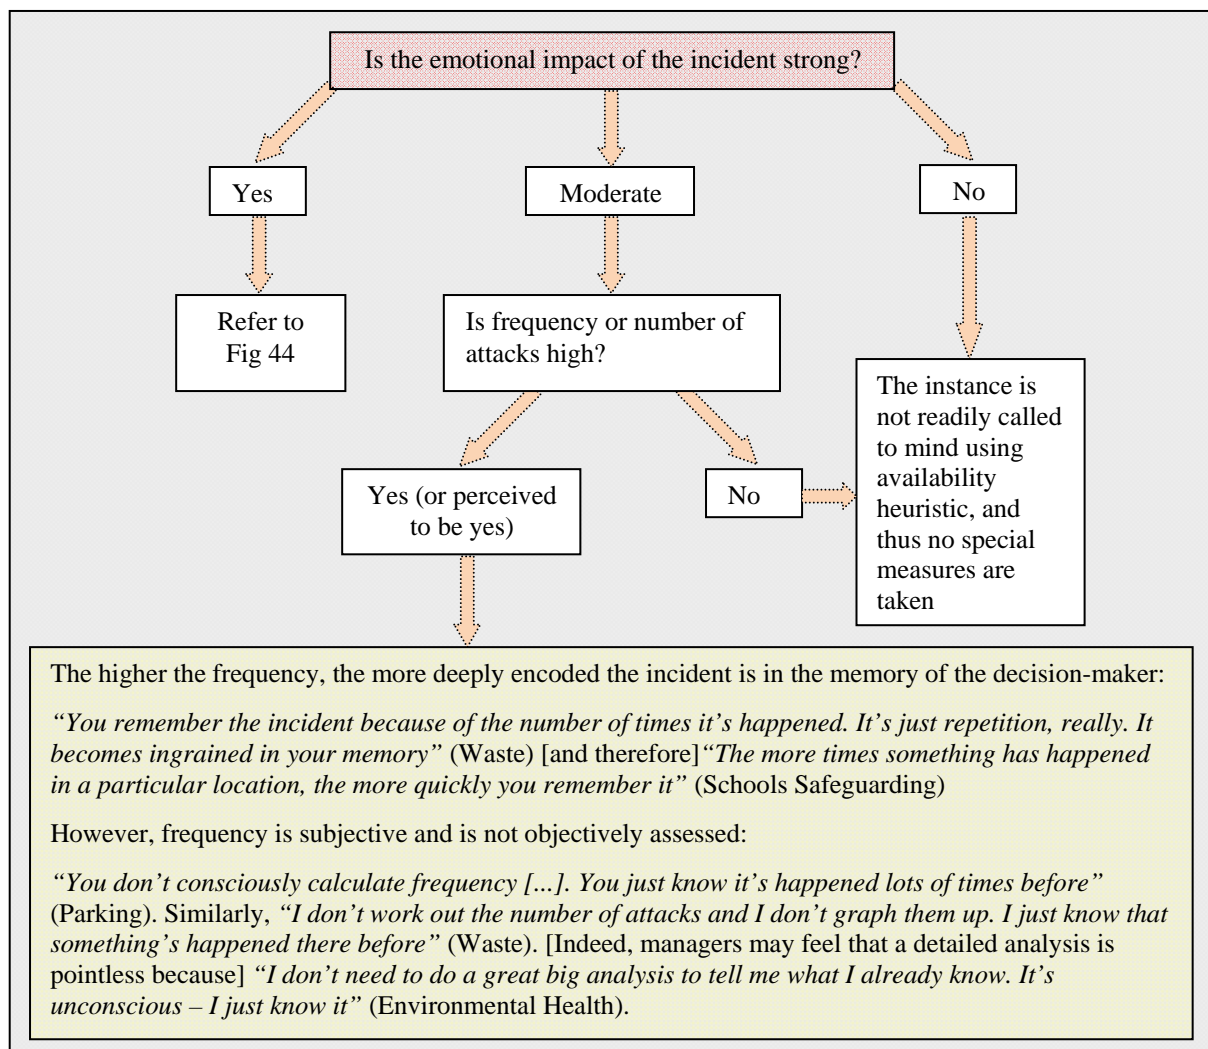 Is the emotional impact of the incident strong?
Yes
Moderate
No
Refer to
Fig 44
Is frequency or number of
attacks high?
The instance is
not readily called
to mind using
availability
heuristic, and
thus no special
measures are
taken
Yes (or perceived
to be yes)
No
The higher the frequency, the more deeply encoded the incident is in the memory of the decision-maker:
“You remember the incident because of the number of times it’s happened. It’s just repetition, really. It
becomes ingrained in your memory” (Waste) [and therefore]“The more times something has happened
in a particular location, the more quickly you remember it” (Schools Safeguarding)
However, frequency is subjective and is not objectively assessed:
“You don’t consciously calculate frequency [...]. You just know it’s happened lots of times before”
(Parking). Similarly, “I don’t work out the number of attacks and I don’t graph them up. I just know that
something’s happened there before” (Waste). [Indeed, managers may feel that a detailed analysis is
pointless because] “I don’t need to do a great big analysis to tell me what I already know. It’s
unconscious – I just know it” (Environmental Health).